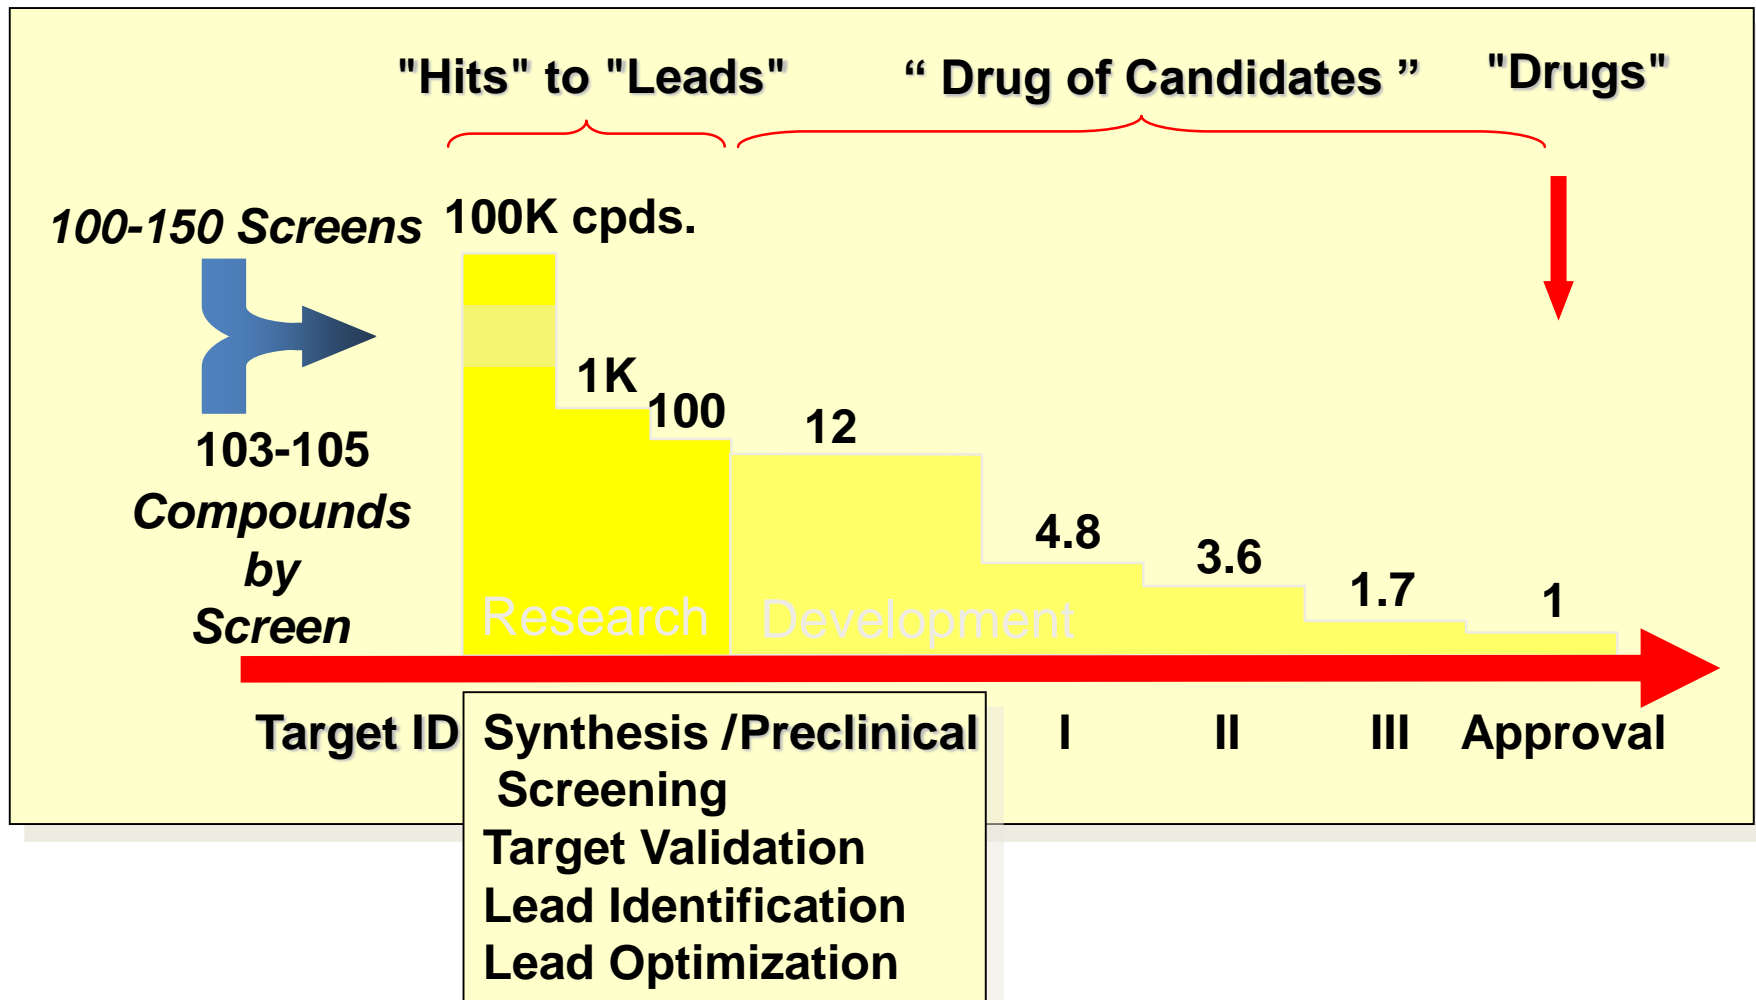 "Hits" to "Leads"
“ Drug of Candidates ”
"Drugs"
100-150 Screens
100K cpds.
1K
100
12
103-105
Compounds
by
Screen
4.8
3.6
1.7
1
Research
Development
Target ID
Synthesis /Preclinical
Screening
Target Validation
Lead Identification
Lead Optimization
I
II
III
Approval